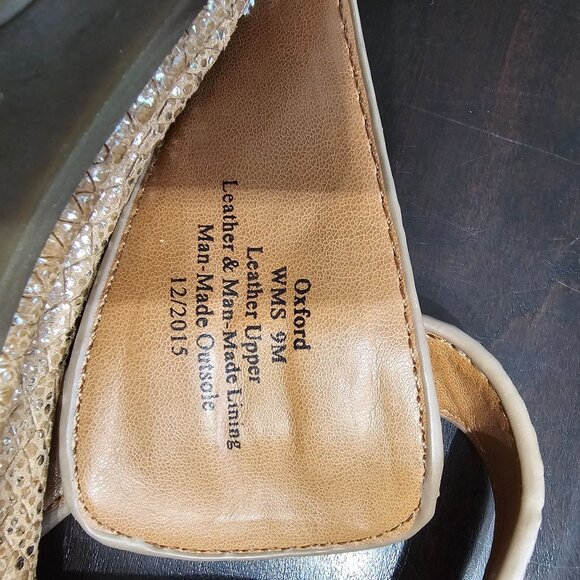 Oxford
WMS 9M
Leather Upper
Leather & Man-Made Lining
Man-Made Outsole
12/2015